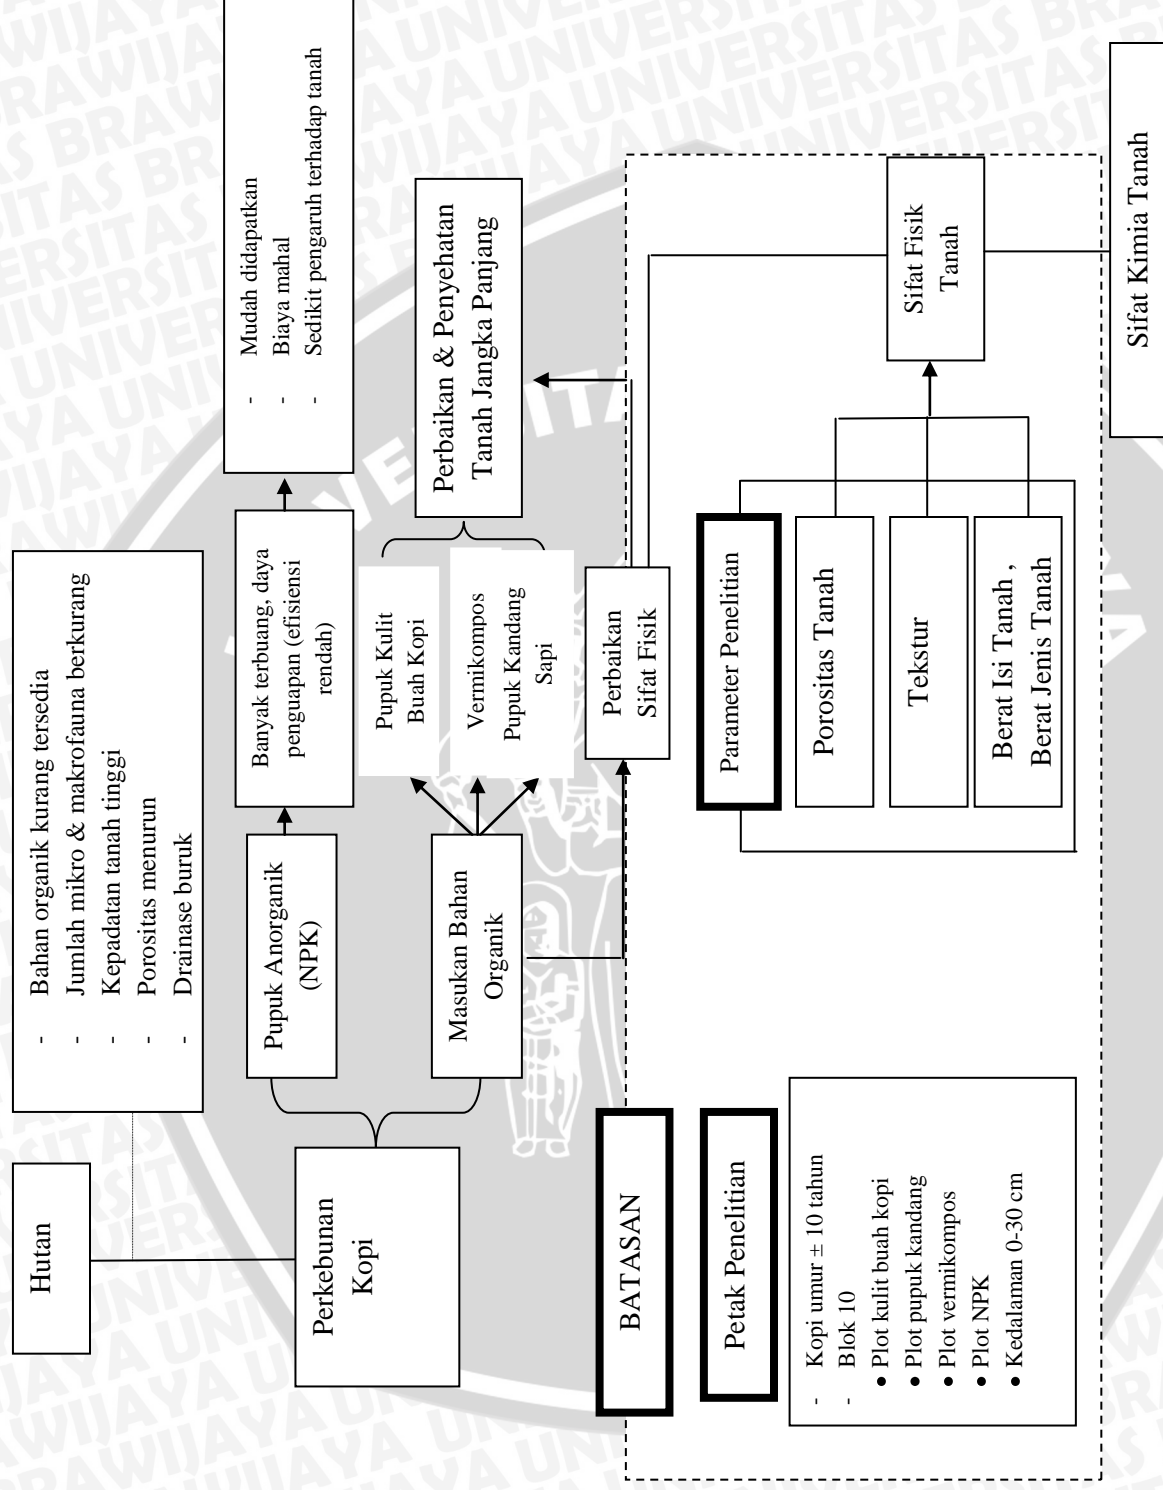 Hutan
- Bahan organik kurang tersedia
- Jumlah mikro & makrofauna berkurang
- Kepadatan tanah tinggi
- Porositas menurun
- Drainase buruk
Perkebunan
Kopi
Pupuk Anorganik
(NPK)
Banyak terbuang, daya
penguapan (efisiensi
rendah)
- Mudah didapatkan
- Biaya mahal
- Sedikit pengaruh terhadap tanah
Masukan Bahan
Organik
Pupuk Kulit
Buah Kopi
Vermikompos
Pupuk Kandang
Sapi
Perbaikan & Penyehatan
Tanah Jangka Panjang
Perbaikan
Sifat Fisik
BATASAN
Petak Penelitian
- Kopi umur ± 10 tahun
- Blok 10
• Plot kulit buah kopi
• Plot pupuk kandang
• Plot vermikompos
• Plot NPK
• Kedalaman 0-30 cm
Parameter Penelitian
Porositas Tanah
Tekstur
Berat Isi Tanah ,
Berat Jenis Tanah
Sifat Fisik
Tanah
Sifat Kimia Tanah